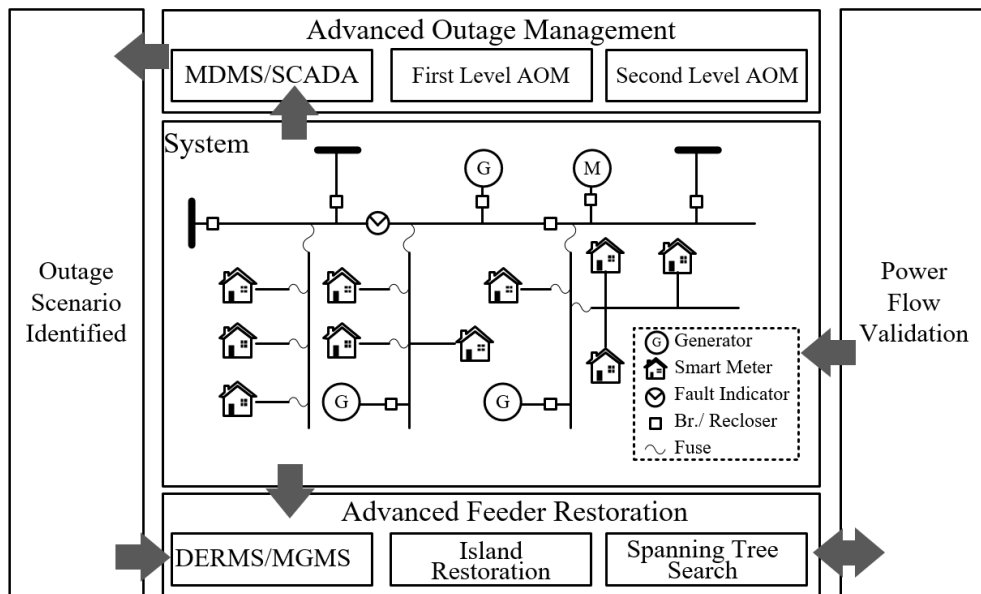 Advanced Outage Management
MDMS/SCADA
First Level AOM
Second Level AOM
System
G
M
G
G
Outage
Scenario
Identified
Power
Flow
Validation
G
Generator
Smart Meter
Fault Indicator
Br./ Recloser
Fuse
Advanced Feeder Restoration
DERMS/MGMS
Island
Restoration
Spanning Tree
Search